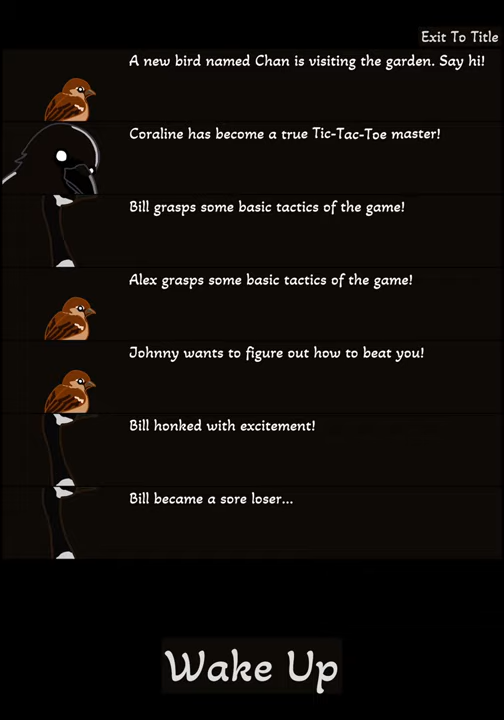 Exit To Title
A new bird named Chan is visiting the garden. Say hi!
Coraline has become a true Tic-Tac-Toe master!
Bill grasps some basic tactics of the game!
Alex grasps some basic tactics of the game!
Johnny wants to figure out how to beat you!
Bill honked with excitement!
Bill became a sore loser...
Wake Up